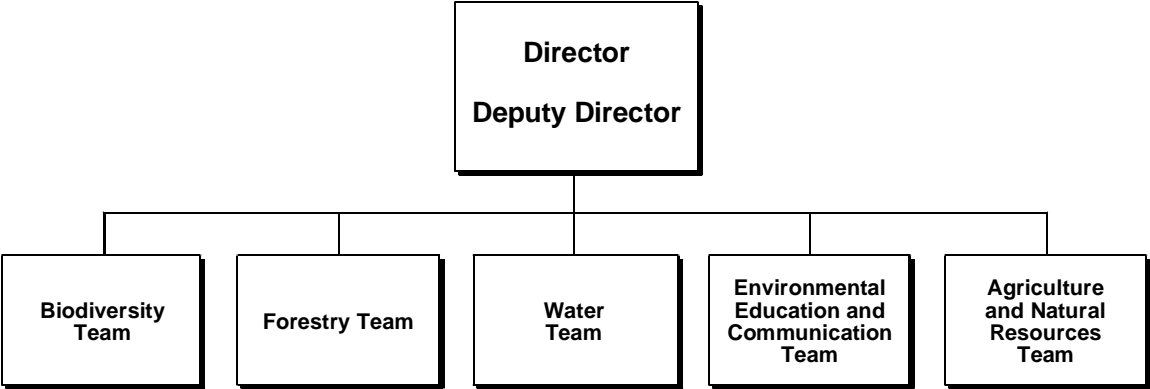 Director
Deputy Director
Biodiversity
Team
Forestry Team
Water
Team
Environmental
Education and
Communication
Team
Agriculture
and Natural
Resources
Team